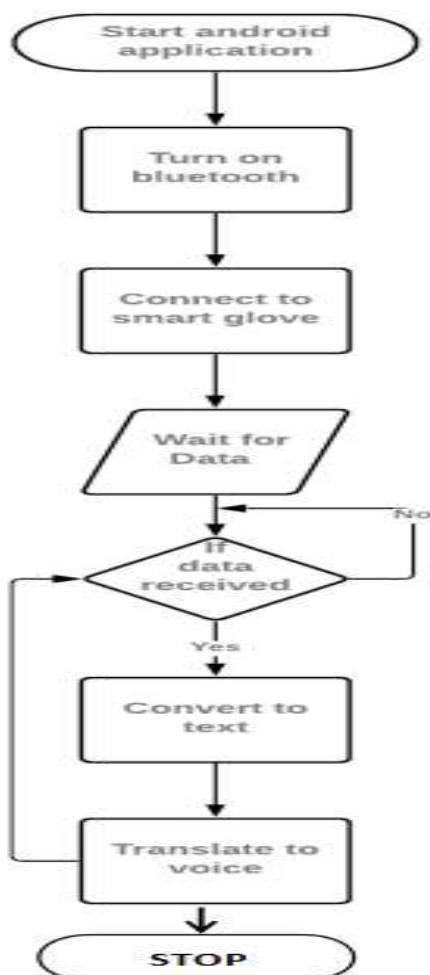 Start android
application
Turn on
bluetooth
Connect to
smart glove
Wait for
Data
No
If
data
received
Yes
Convert to
text
Translate to
voice
STOP